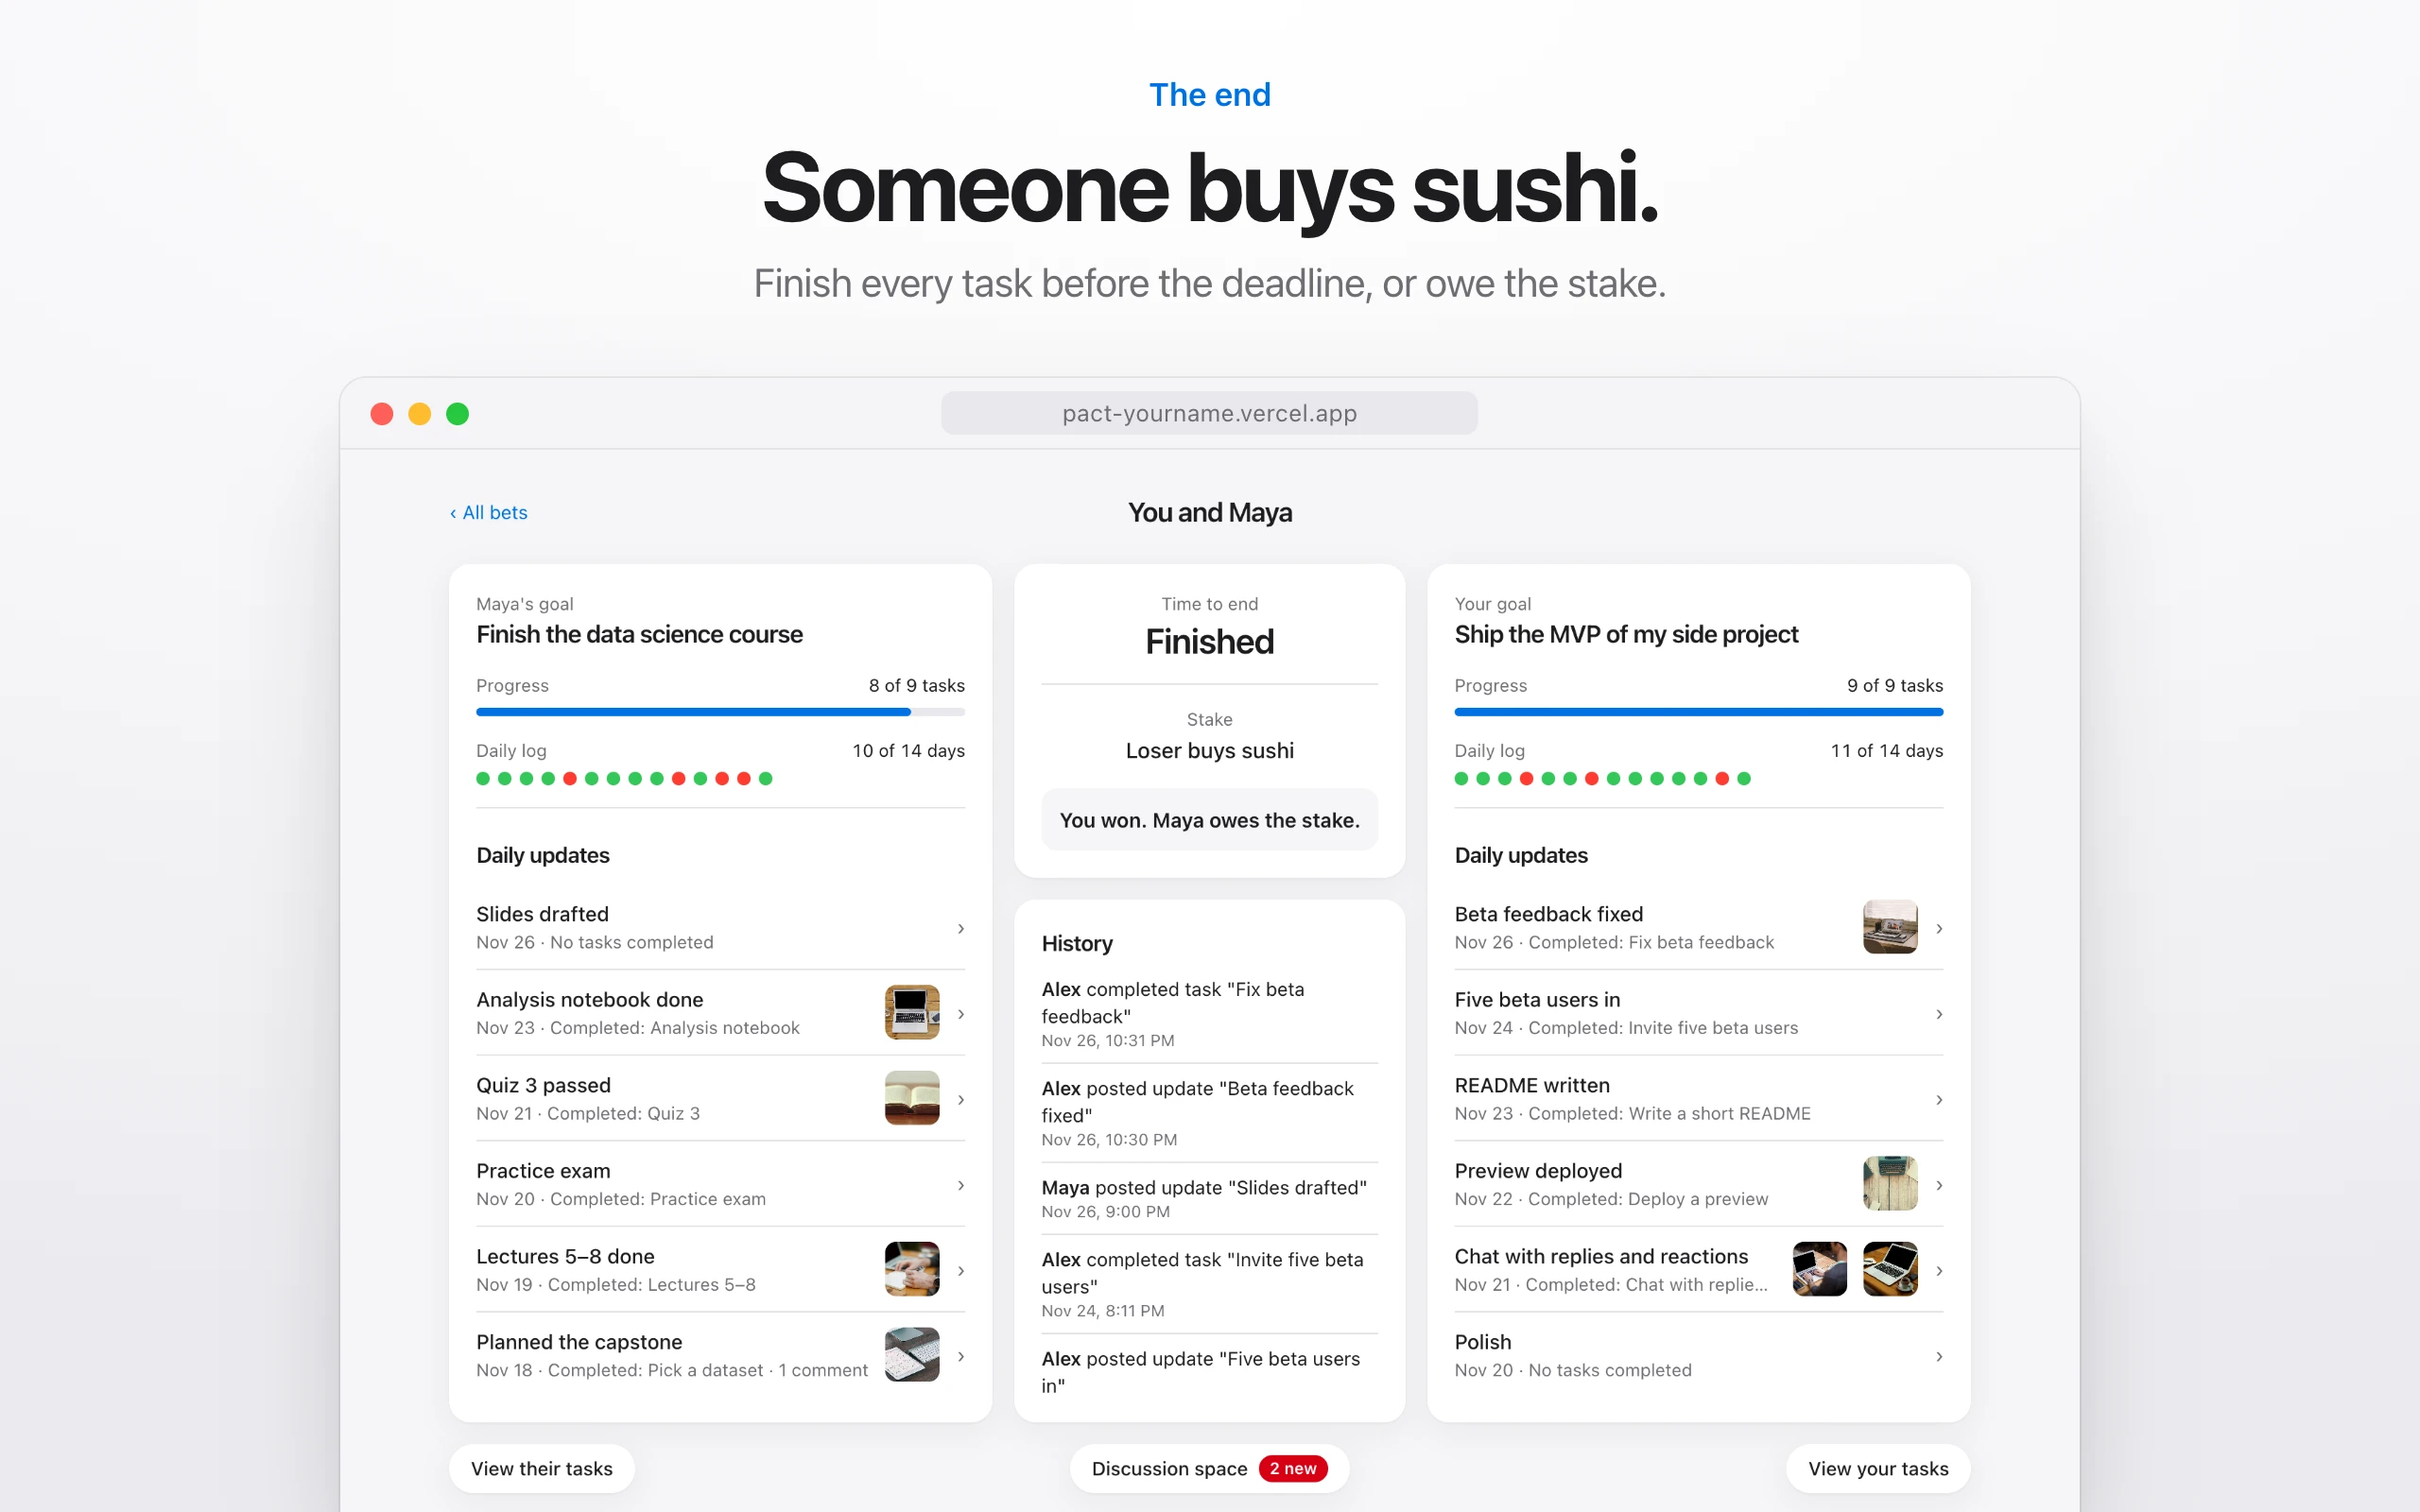 The end
Someone buys sushi.
Finish every task before the deadline, or owe the stake.
pact-yourname.vercel.app
‹ All bets
You and Maya
Maya's goal
Finish the data science course
Progress
8 of 9 tasks
Daily log
10 of 14 days
Daily updates
Slides drafted
Nov 26 · No tasks completed
Analysis notebook done
Nov 23 · Completed: Analysis notebook
Quiz 3 passed
Nov 21 · Completed: Quiz 3
Practice exam
Nov 20 · Completed: Practice exam
Lectures 5–8 done
Nov 19 · Completed: Lectures 5–8
Planned the capstone
Nov 18 · Completed: Pick a dataset · 1 comment
View their tasks
Time to end
Finished
Stake
Loser buys sushi
You won. Maya owes the stake.
History
Alex completed task "Fix beta
feedback"
Nov 26, 10:31 PM
Alex posted update "Beta feedback
fixed"
Nov 26, 10:30 PM
Maya posted update "Slides drafted"
Nov 26, 9:00 PM
Alex completed task "Invite five beta
users"
Nov 24, 8:11 PM
Alex posted update "Five beta users
in"
Discussion space 2 new
Your goal
Ship the MVP of my side project
Progress
9 of 9 tasks
Daily log
11 of 14 days
Daily updates
Beta feedback fixed
Nov 26 · Completed: Fix beta feedback
Five beta users in
Nov 24 · Completed: Invite five beta users
README written
Nov 23 · Completed: Write a short README
Preview deployed
Nov 22 · Completed: Deploy a preview
Chat with replies and reactions
Nov 21 · Completed: Chat with replie...
Polish
Nov 20 · No tasks completed
View your tasks